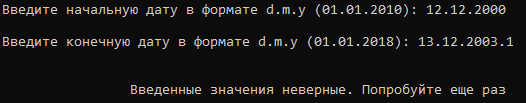 Введите начальную дату в формате d.m.y (01.01.2010): 12.12.2000
Введите конечную дату в формате d.m.y (01.01.2018): 13.12.2003.1
Введенные значения неверные. Попробуйте еще раз